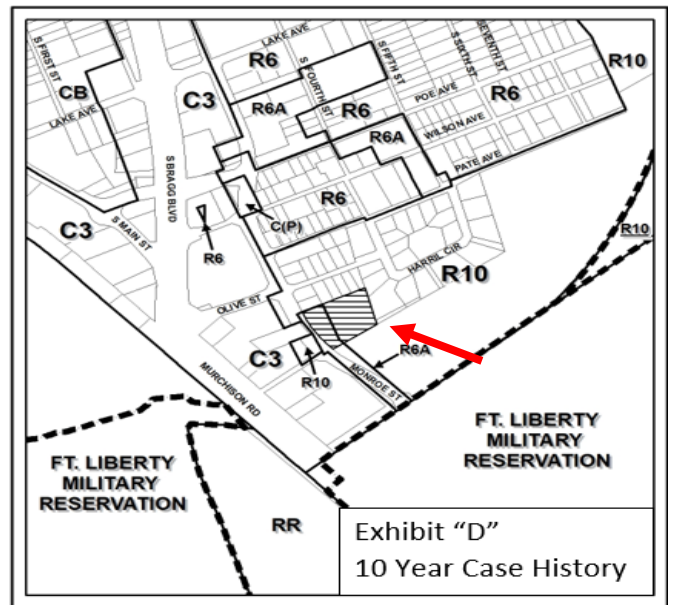 S FIRST ST
LAKE AVE
S FOURTH ST
S FIFTH ST
S SIXTH ST
SEVENTH ST
R6
R10
CB
C3
R6A
R6
POE AVE
R6
LAKE AVE
R6A
WILSON AVE
S BRAGG BLVD
PATE AVE
R6
C(P)
C3
S MAIN ST
R6
R10
HARRIL CIR
R10
OLIVE ST
C3
R10
R6A
MONROE ST
MURCHISON RD
FT. LIBERTY
MILITARY
RESERVATION
FT. LIBERTY
MILITARY
RESERVATION
RR
Exhibit “D”
10 Year Case History